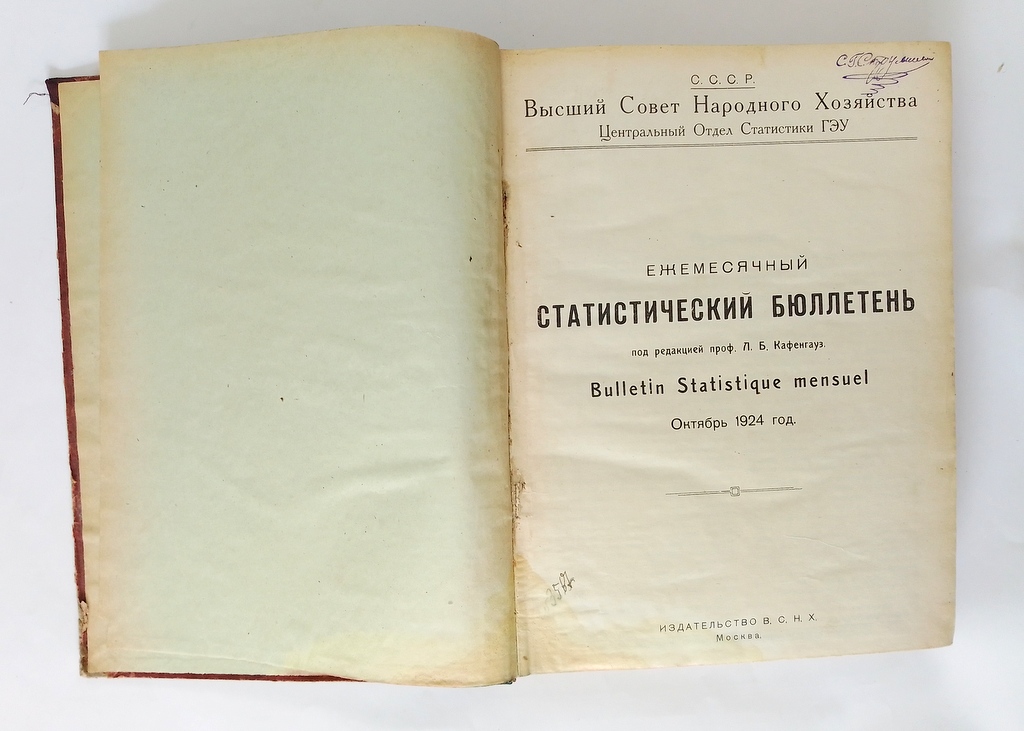 С. С. С. Р.
Высший Совет Народного Хозяйства
Центральный Отдел Статистики ГЭУ
ЕЖЕМЕСЯЧНЫЙ
СТАТИСТИЧЕСКИЙ БЮЛЛЕТЕНЬ
под редакцией проф. Л. Б. Кафенгауз.
Bulletin Statistique mensuel
Октябрь 1924 год.
ИЗДАТЕЛЬСТВО В. С. Н. Х.
Москва.